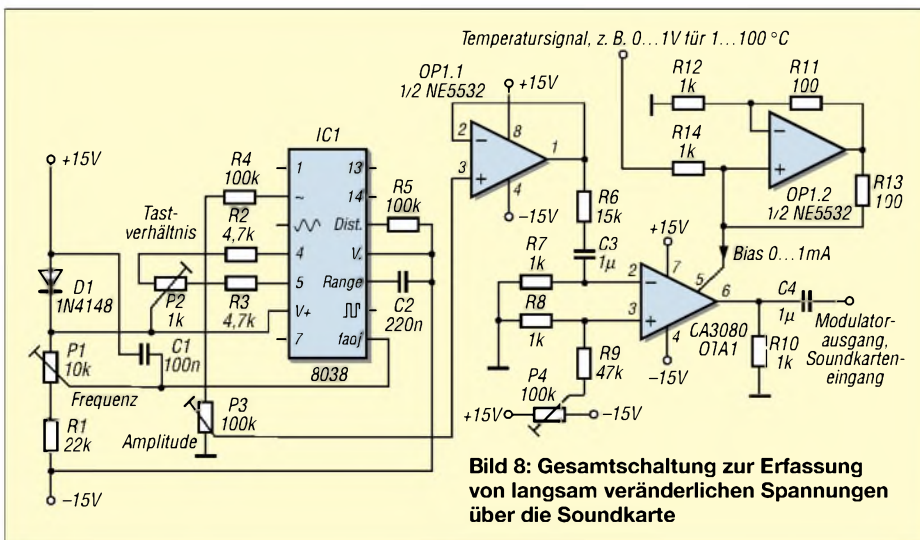 Temperatursignal, z. B. 0...1V für 1...100 °C
OP1.1
1/2 NE5532
+15V
R12
1k
R11
100
IC1
2
8
3
1
4
−15V
R14
1k
OP1.2
1/2 NE5532
R13
100
+15V
R4
100k
1
13
~
14
R5
100k
Tast-
verhältnis
R2
4,7k
4
Dist.
V-
R6
15k
C3
1µ
+15V
Bias 0...1mA
D1
1N4148
P2
1k
R3
4,7k
5
Range
V+
7
faoj
8038
C2
220n
R7
1k
R8
1k
2
7
5
3
6
4
CA3080
O1A1
C4
1µ
Modulator-
ausgang,
Soundkarten-
eingang
R10
1k
P1
10k
C1
100n
Frequenz
R9
47k
−15V
P4
100k
+15V
−15V
R1
22k
P3
100k
Amplitude
−15V
Bild 8: Gesamtschaltung zur Erfassung
von langsam veränderlichen Spannungen
über die Soundkarte